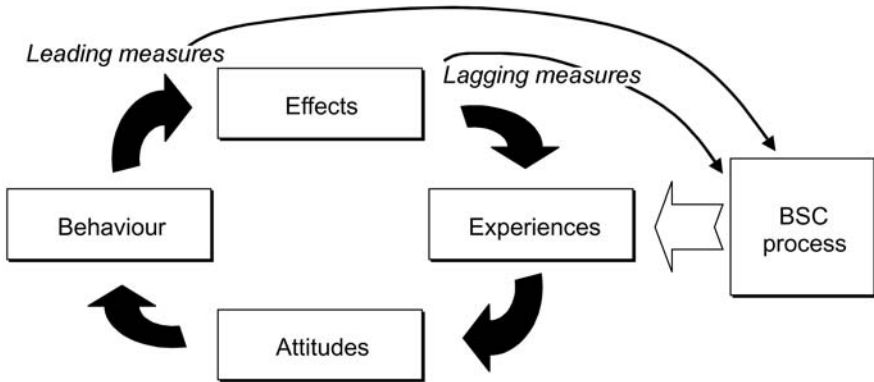 Leading measures
Lagging measures
Effects
Behaviour
Experiences
BSC
process
Attitudes